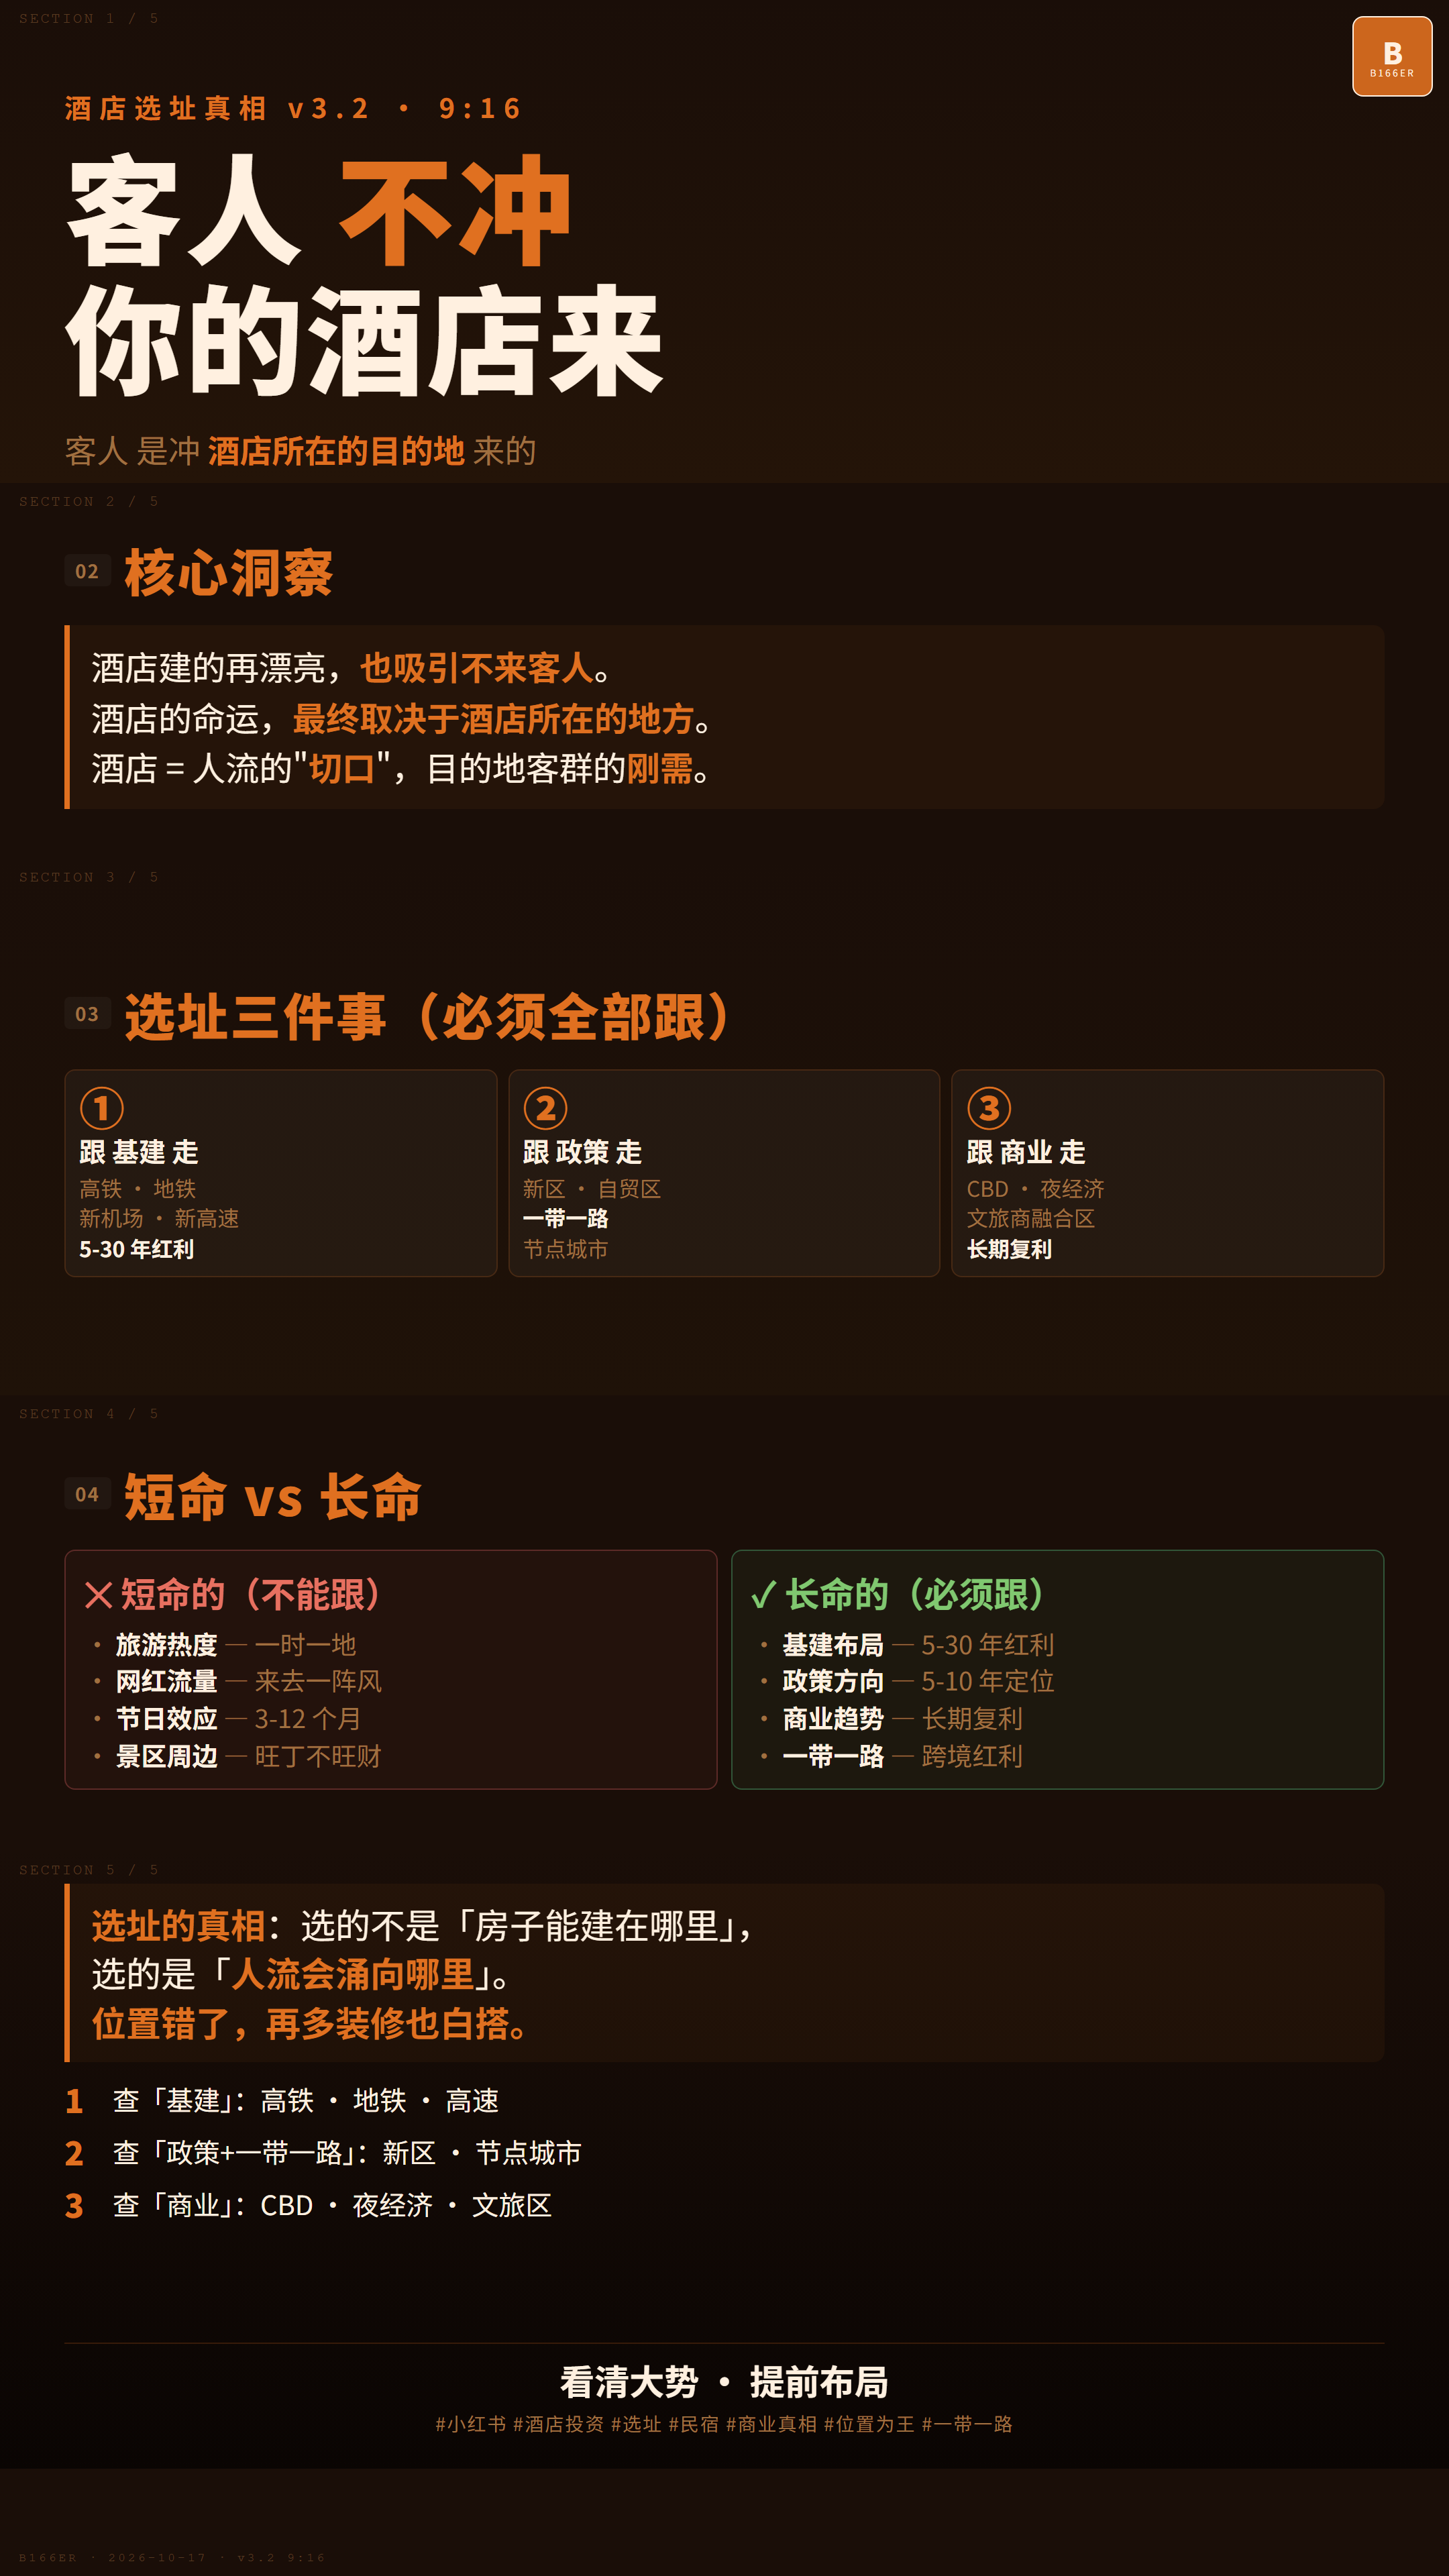 SECTION 1 / 5
B
B166ER
酒店选址真相 v3.2 · 9:16
客人 不冲
你的酒店来
客人 是冲 酒店所在的目的地 来的
SECTION 2 / 5
02 核心洞察
酒店建的再漂亮，也吸引不来客人。
酒店的命运，最终取决于酒店所在的地方。
酒店 = 人流的"切口"，目的地客群的刚需。
SECTION 3 / 5
03 选址三件事（必须全部跟）
①
跟 基建 走
高铁 · 地铁
新机场 · 新高速
5-30 年红利
②
跟 政策 走
新区 · 自贸区
一带一路
节点城市
③
跟 商业 走
CBD · 夜经济
文旅商融合区
长期复利
SECTION 4 / 5
04 短命 vs 长命
✕ 短命的（不能跟）
· 旅游热度 — 一时一地
· 网红流量 — 来去一阵风
· 节日效应 — 3-12 个月
· 景区周边 — 旺丁不旺财
✓ 长命的（必须跟）
· 基建布局 — 5-30 年红利
· 政策方向 — 5-10 年定位
· 商业趋势 — 长期复利
· 一带一路 — 跨境红利
SECTION 5 / 5
选址的真相：选的不是「房子能建在哪里」，
选的是「人流会涌向哪里」。
位置错了，再多装修也白搭。
1 查「基建」：高铁 · 地铁 · 高速
2 查「政策+一带一路」：新区 · 节点城市
3 查「商业」：CBD · 夜经济 · 文旅区
看清大势 · 提前布局
#小红书 #酒店投资 #选址 #民宿 #商业真相 #位置为王 #一带一路
B166ER · 2026-10-17 · v3.2 9:16